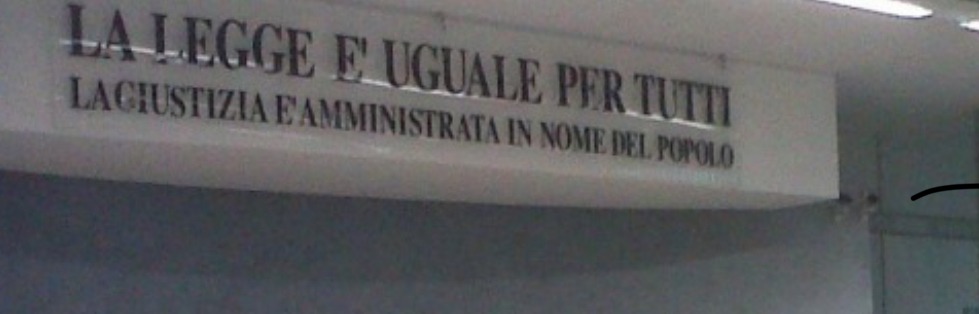 LA LEGGE E' UGUALE PER TUTTI
LA GIUSTIZIA E' AMMINISTRATA IN NOME DEL POPOLO